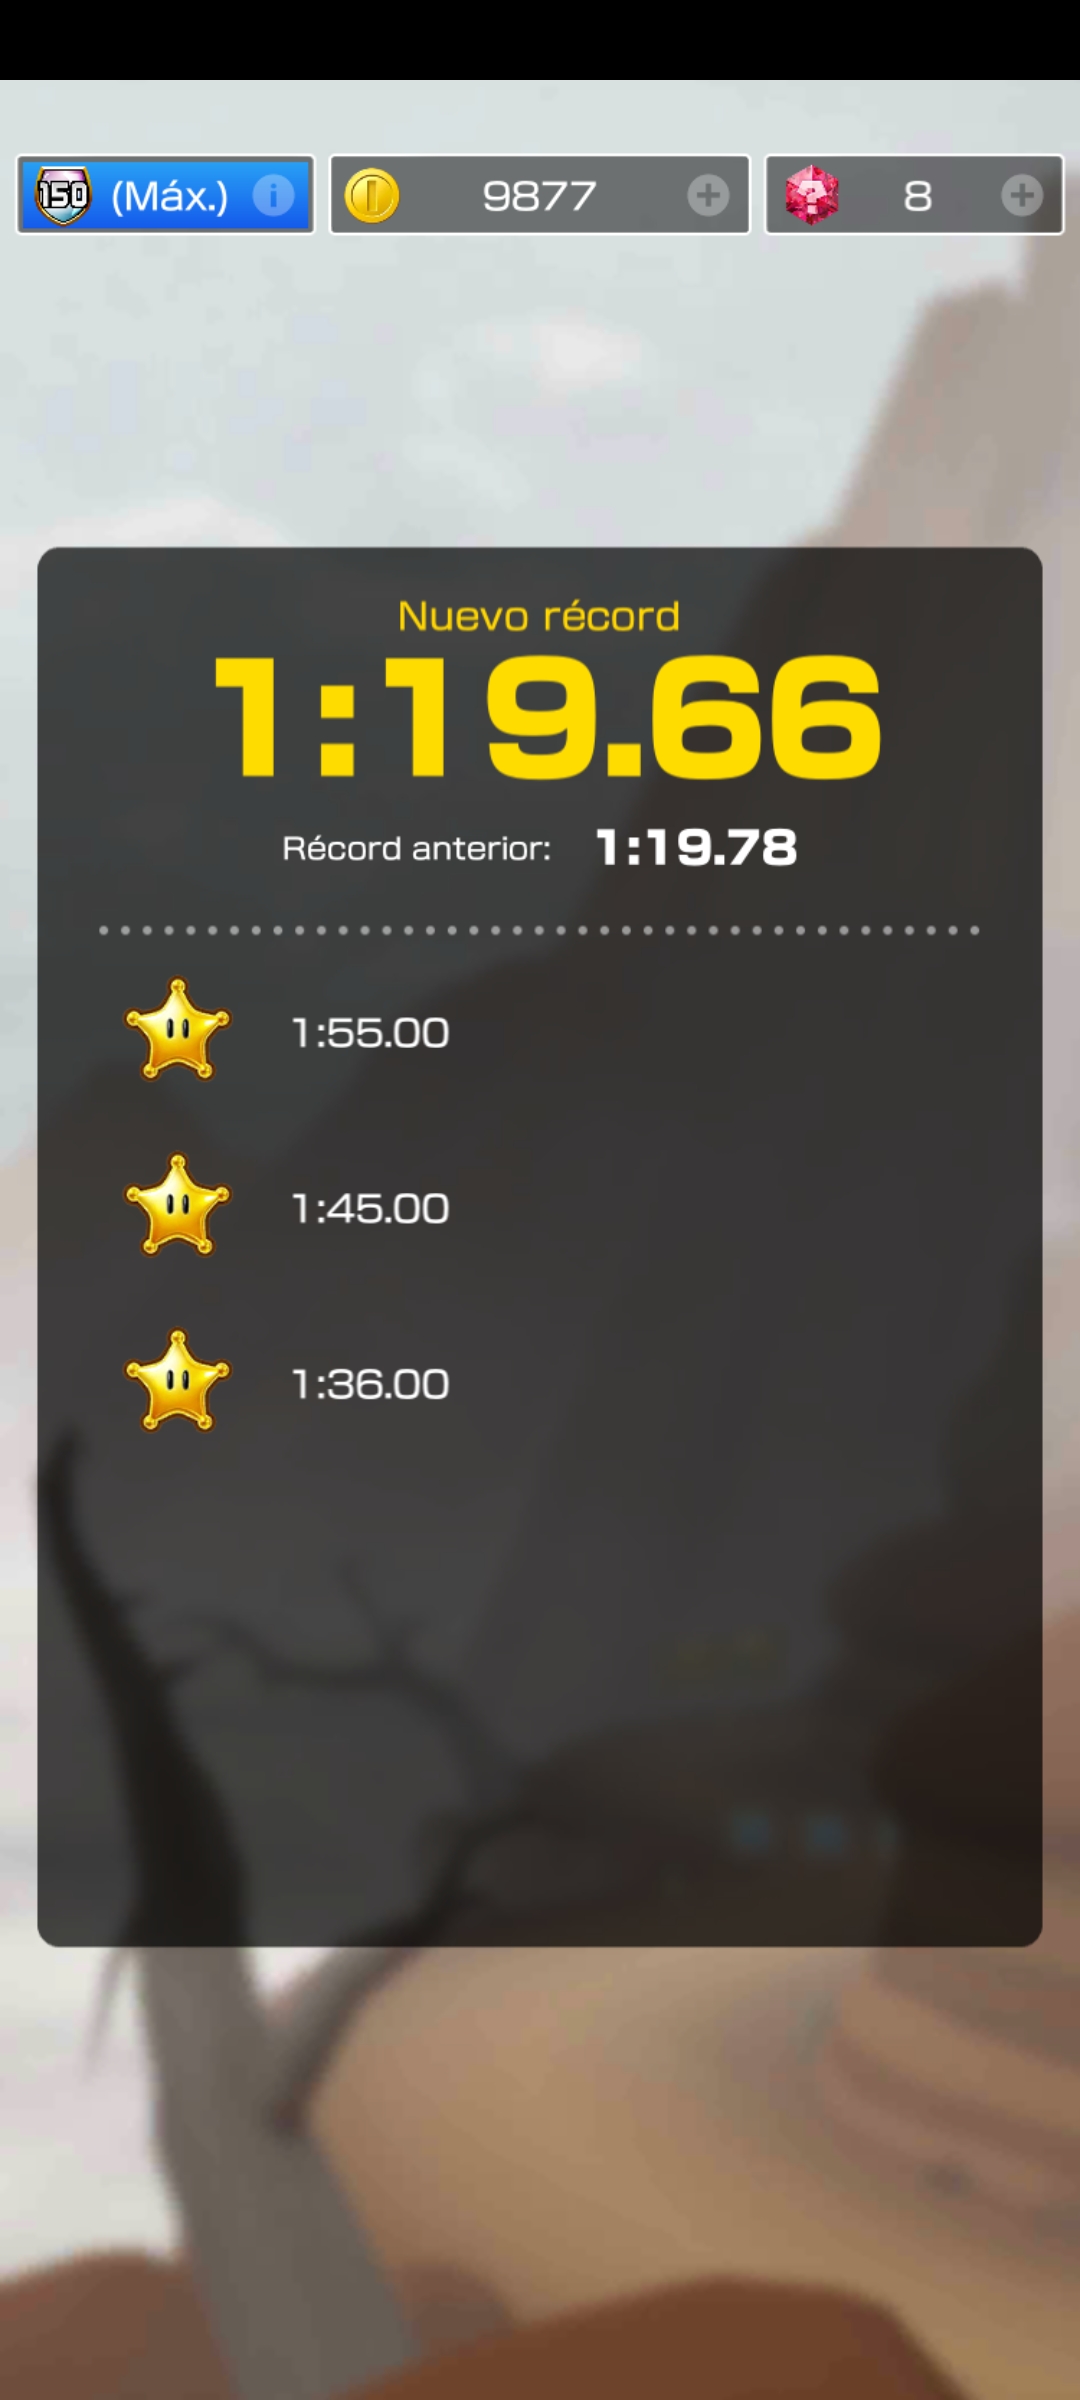 150 (Máx.) i 9877 + ? 8 +
Nuevo récord
1:19.66
Récord anterior: 1:19.78
1:55.00
1:45.00
1:36.00